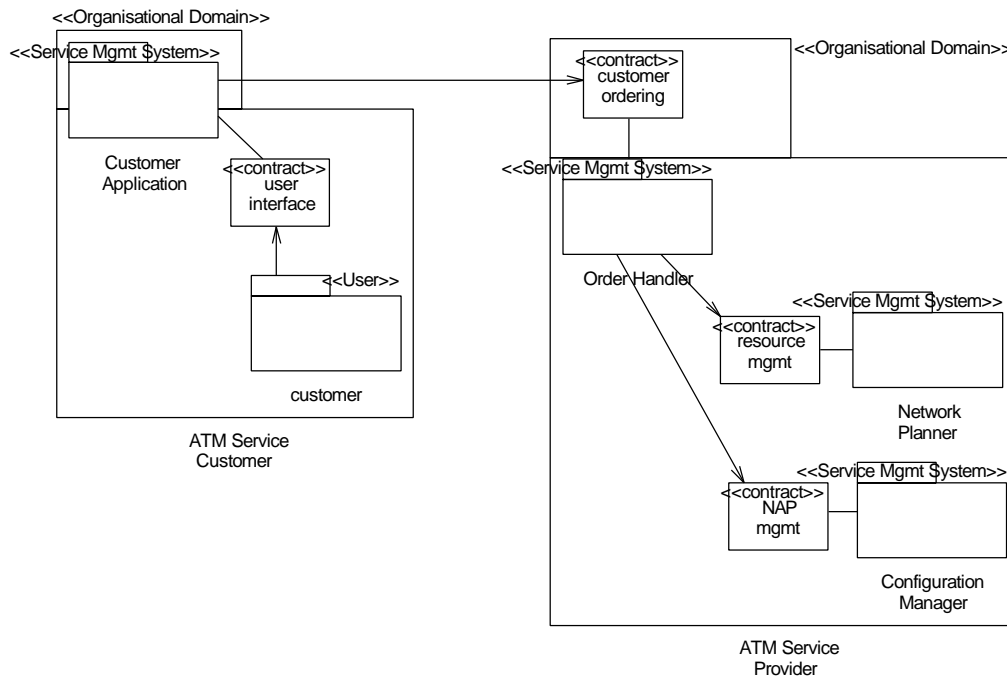 <<Organisational Domain>>
<<Service Mgmt System>>
Customer
Application
<<contract>>
user
interface
<<User>>
customer
ATM Service
Customer
<<Organisational Domain>>
<<contract>>
customer
ordering
<<Service Mgmt System>>
Order Handler
<<contract>>
resource
mgmt
<<Service Mgmt System>>
Network
Planner
<<contract>>
NAP
mgmt
<<Service Mgmt System>>
Configuration
Manager
ATM Service
Provider